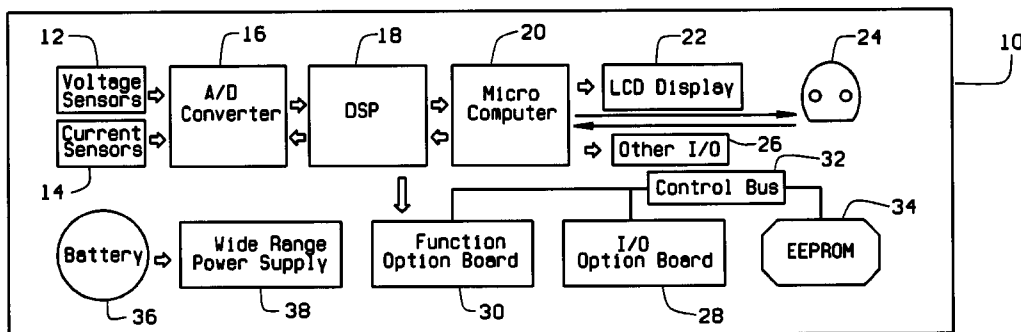 12
16
18
20
22
24
10
Voltage
Sensors
A/D
Converter
DSP
Micro
Computer
LCD Display
Current
Sensors
Other I/O
26
14
32
Control Bus
34
Battery
Wide Range
Power Supply
Function
Option Board
I/O
Option Board
EEPROM
36
38
30
28